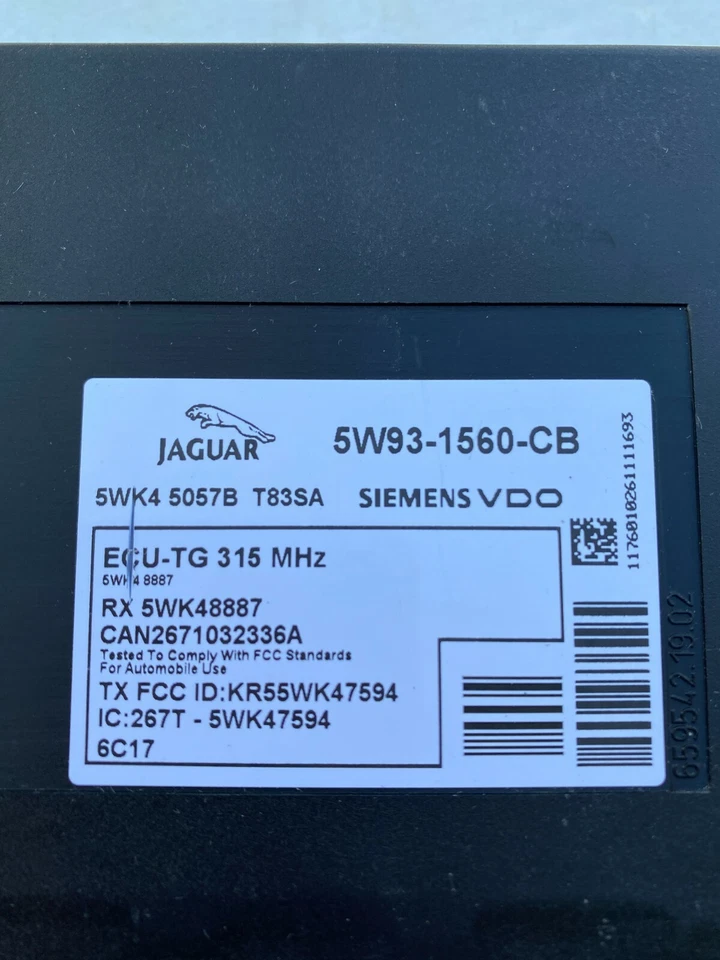 JAGUAR
5W93-1560-CB
5WK4 5057B T83SA SIEMENS VDO
ECU-TG 315 MHz
5WK4 8887
RX 5WK48887
CAN2671032336A
Tested To Comply With FCC Standards
For Automobile Use
TX FCC ID:KR55WK47594
IC:267T - 5WK47594
6C17
1176010261111693
659542.19.02